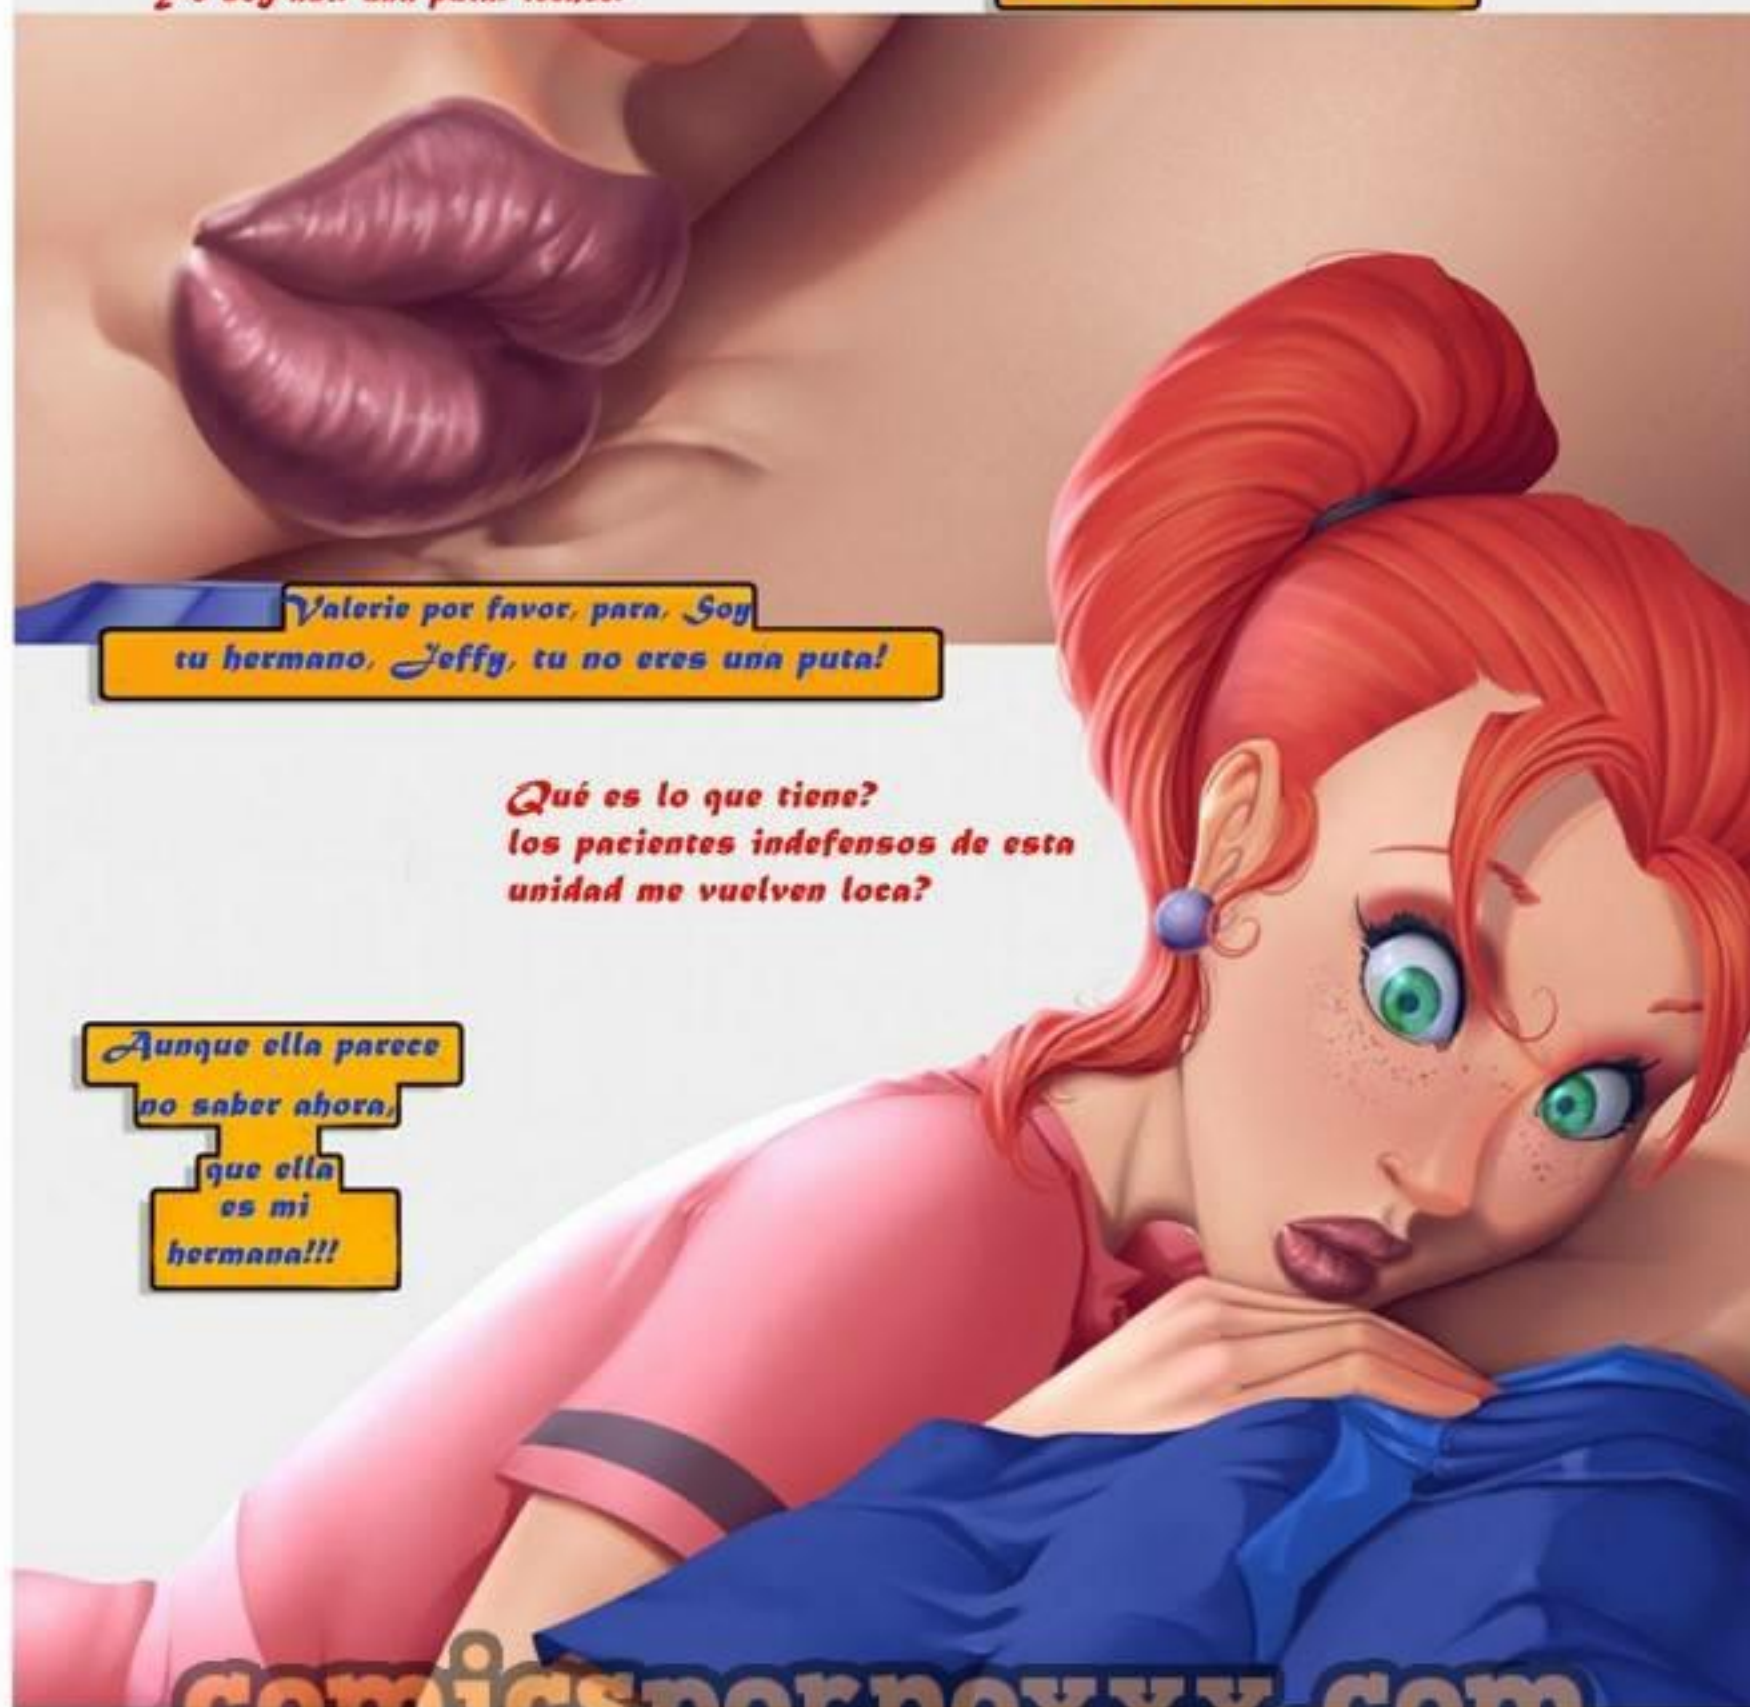 Valerie por favor, para, Soy
tu hermano, Jeffy, tu no eres una puta!
Qué es lo que tiene?
los pacientes indefensos de esta
unidad me vuelven loca?
Aunque ella parece
no saber ahora,
que ella
es mi
hermana!!!
comicspornoxxx.com